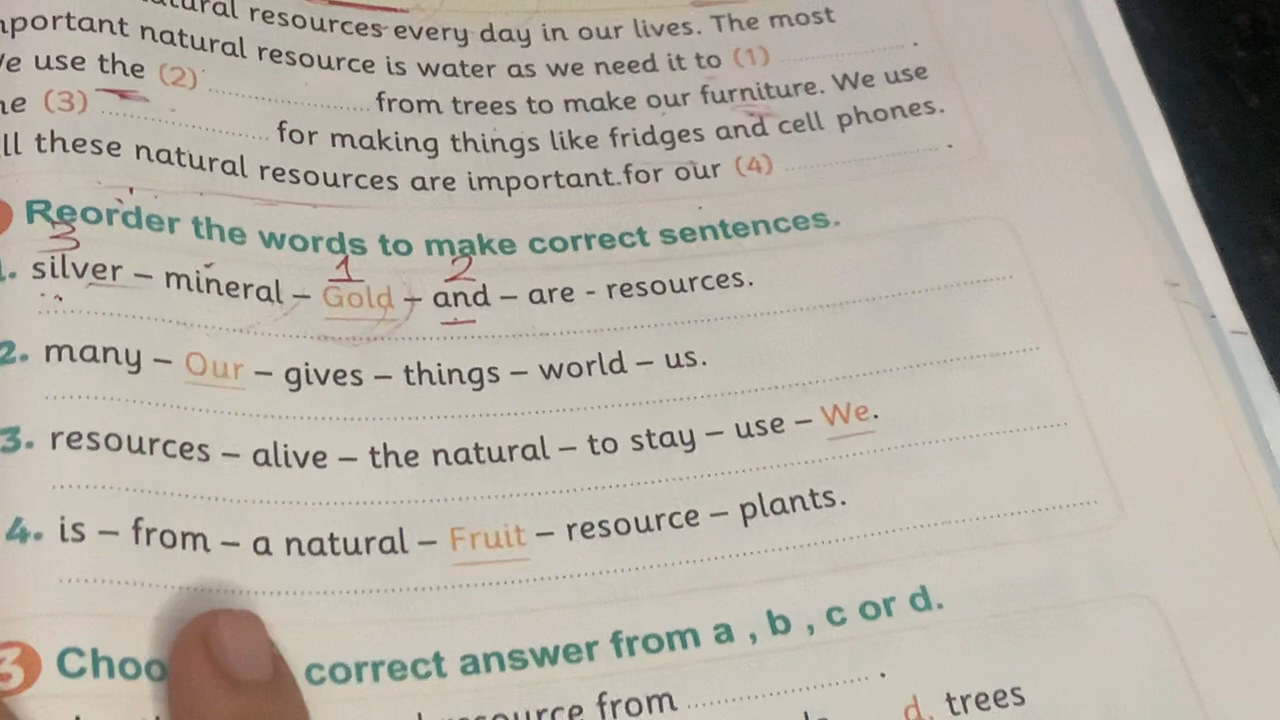 resources every day in our lives. The most
natural resource is water as we need it to (1) .
use the (2) from trees to make our furniture. We use
(3) for making things like fridges and cell phones.
these natural resources are important for our (4) .
Reorder the words to make correct sentences.
3 1 2
silver – mineral – Gold – and – are - resources.
2. many – Our – gives – things – world – us.
3. resources – alive – the natural – to stay – use – We.
4. is – from – a natural – Fruit – resource – plants.
3 correct answer from a , b , c or d.
from .
d. trees